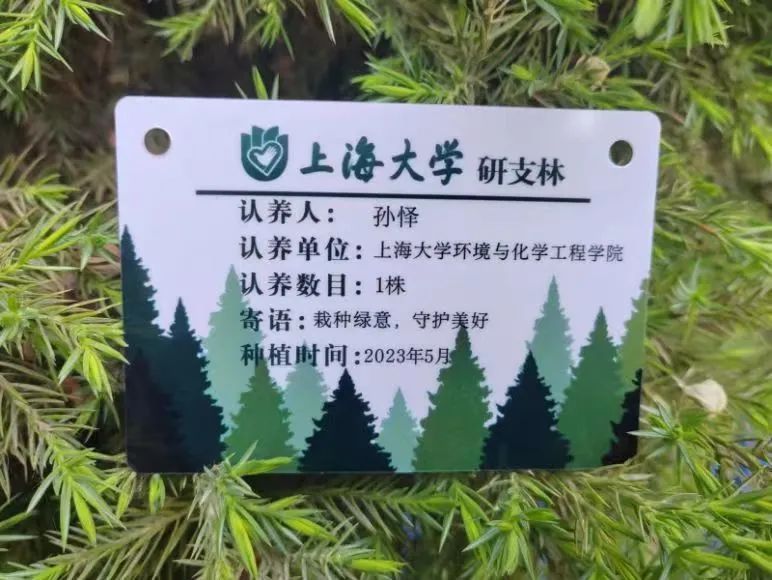 上海大学 研支林
认养人： 孙怿
认养单位：上海大学环境与化学工程学院
认养数目：1株
寄语：栽种绿意，守护美好
种植时间:2023年5月